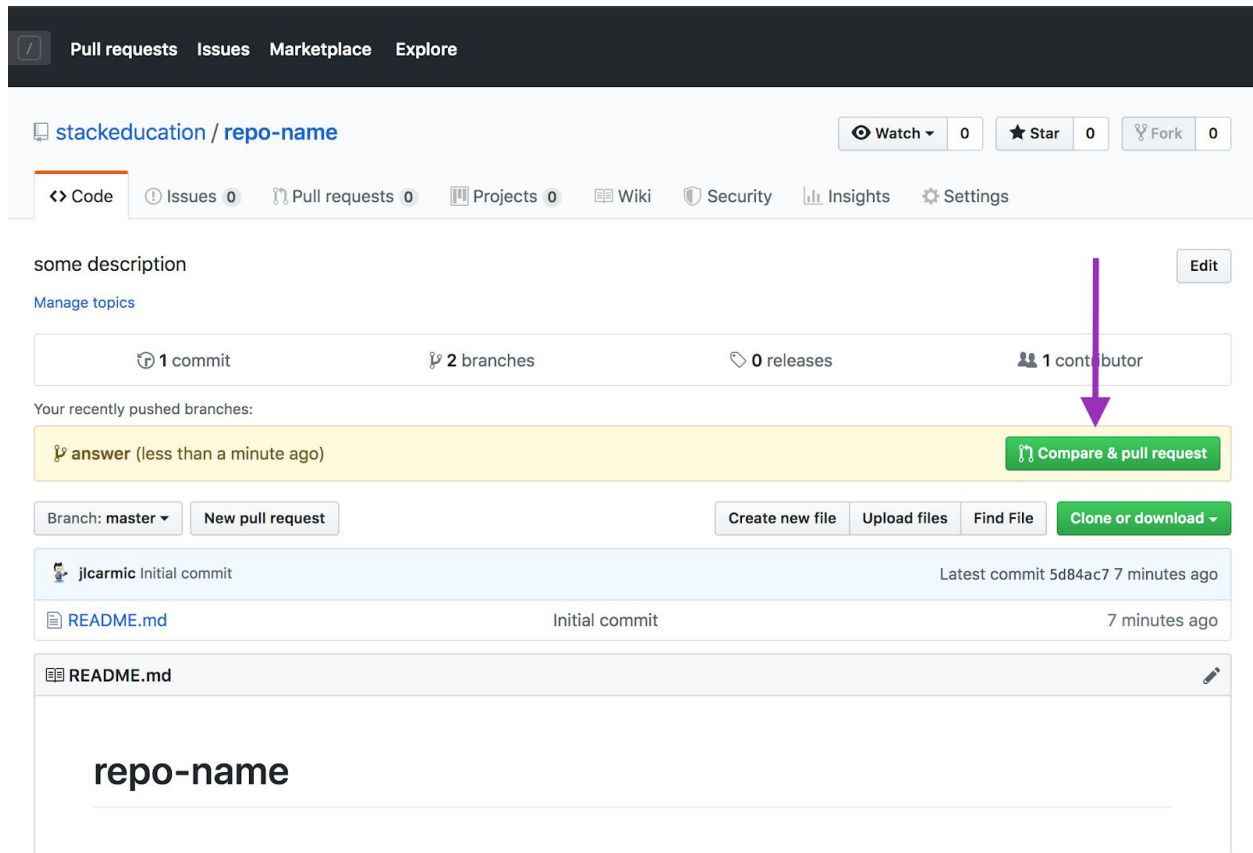 / Pull requests Issues Marketplace Explore
stackeducation / repo-name Watch 0 Star 0 Fork 0
<> Code Issues 0 Pull requests 0 Projects 0 Wiki Security Insights Settings
some description Edit
Manage topics
1 commit 2 branches 0 releases 1 contributor
Your recently pushed branches:
answer (less than a minute ago) Compare & pull request
Branch: master New pull request Create new file Upload files Find File Clone or download
jlcarmic Initial commit Latest commit 5d84ac7 7 minutes ago
README.md Initial commit 7 minutes ago
README.md
repo-name